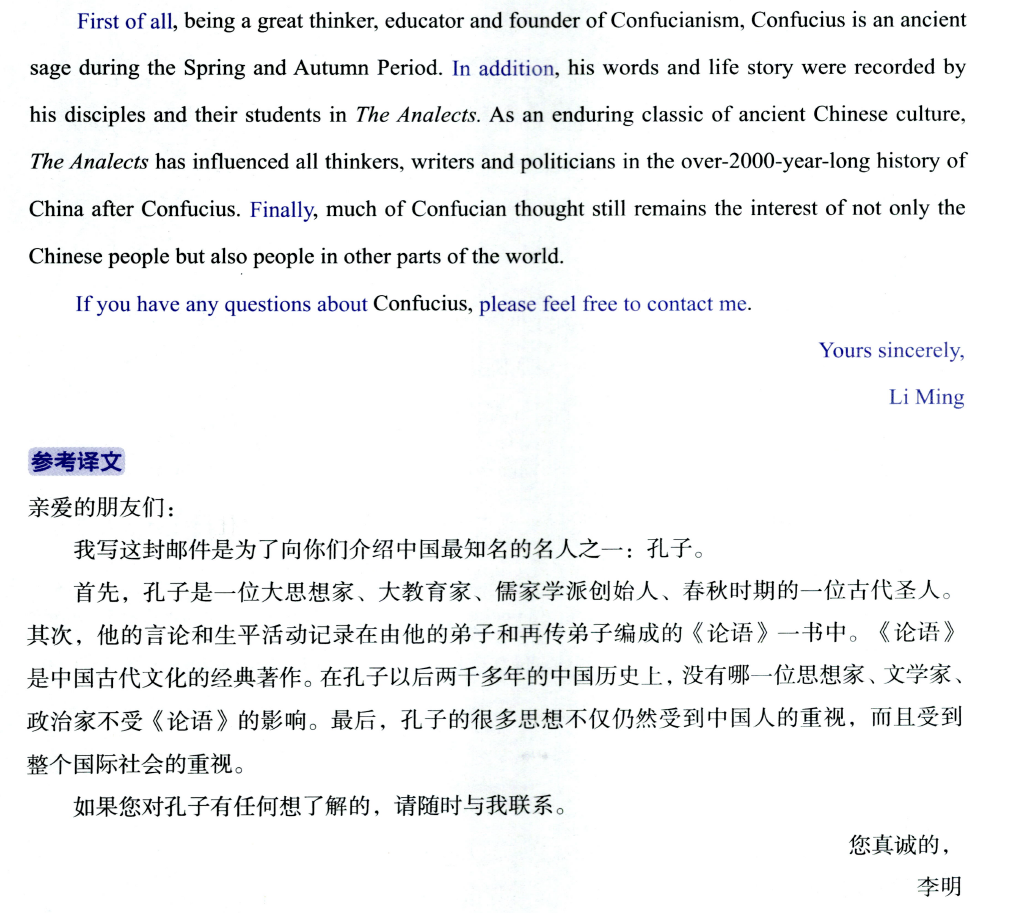 First of all, being a great thinker, educator and founder of Confucianism, Confucius is an ancient
sage during the Spring and Autumn Period. In addition, his words and life story were recorded by
his disciples and their students in The Analects. As an enduring classic of ancient Chinese culture,
The Analects has influenced all thinkers, writers and politicians in the over-2000-year-long history of
China after Confucius. Finally, much of Confucian thought still remains the interest of not only the
Chinese people but also people in other parts of the world.
If you have any questions about Confucius, please feel free to contact me.
Yours sincerely,
Li Ming
参考译文
亲爱的朋友们：
我写这封邮件是为了向你们介绍中国最知名的名人之一：孔子。
首先，孔子是一位大思想家、大教育家、儒家学派创始人、春秋时期的一位古代圣人。
其次，他的言论和生平活动记录在由他的弟子和再传弟子编成的《论语》一书中。《论语》
是中国古代文化的经典著作。在孔子以后两千多年的中国历史上，没有哪一位思想家、文学家、
政治家不受《论语》的影响。最后，孔子的很多思想不仅仍然受到中国人的重视，而且受到
整个国际社会的重视。
如果您对孔子有任何想了解的，请随时与我联系。
您真诚的，
李明